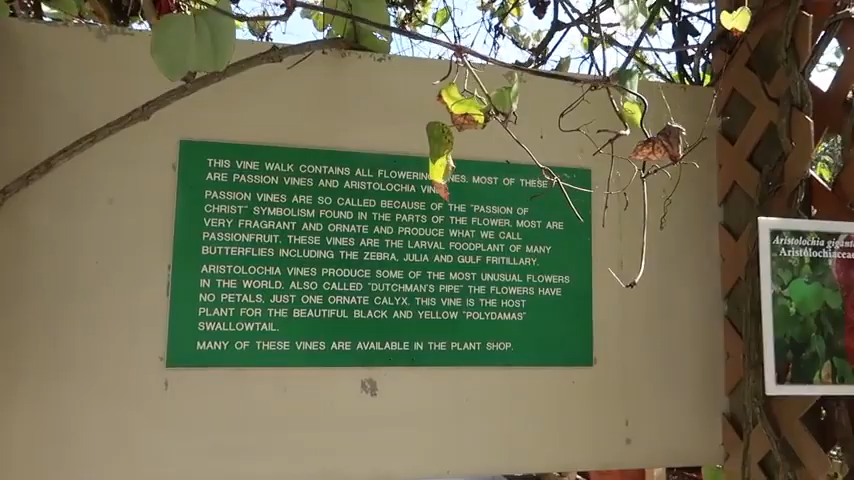 THIS VINE WALK CONTAINS ALL FLOWERING VINES. MOST OF THESE
ARE PASSION VINES AND ARISTOLOCHIA
PASSION VINES ARE SO CALLED BECAUSE OF THE "PASSION OF
CHRIST" SYMBOLISM FOUND IN THE PARTS OF THE FLOWER. MOST ARE
VERY FRAGRANT AND ORNATE AND PRODUCE WHAT WE CALL
PASSIONFRUIT. THESE VINES ARE THE LARVAL FOODPLANT OF MANY
BUTTERFLIES INCLUDING THE ZEBRA, JULIA AND GULF FRITILLARY.
ARISTOLOCHIA VINES PRODUCE SOME OF THE MOST UNUSUAL FLOWERS
IN THE WORLD. ALSO CALLED "DUTCHMAN'S PIPE" THE FLOWERS HAVE
NO PETALS, JUST ONE ORNATE CALYX. THIS VINE IS THE HOST
PLANT FOR THE BEAUTIFUL BLACK AND YELLOW "POLYDAMAS"
SWALLOWTAIL.
MANY OF THESE VINES ARE AVAILABLE IN THE PLANT SHOP.
Aristolochia gigant
Aristolochiaceae